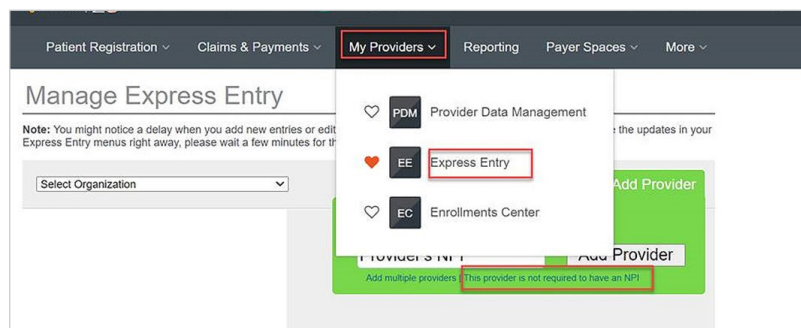 Patient Registration
Claims & Payments
My Providers
Reporting
Payer Spaces
More
Manage Express Entry
PDM Provider Data Management
Note: You might notice a delay when you add new entries or edit
the updates in your
Express Entry menus right away, please wait a few minutes for
EE Express Entry
Select Organization
Add Provider
EC Enrollments Center
Provider's NPI
Add Provider
Add multiple providers | This provider is not required to have an NPI